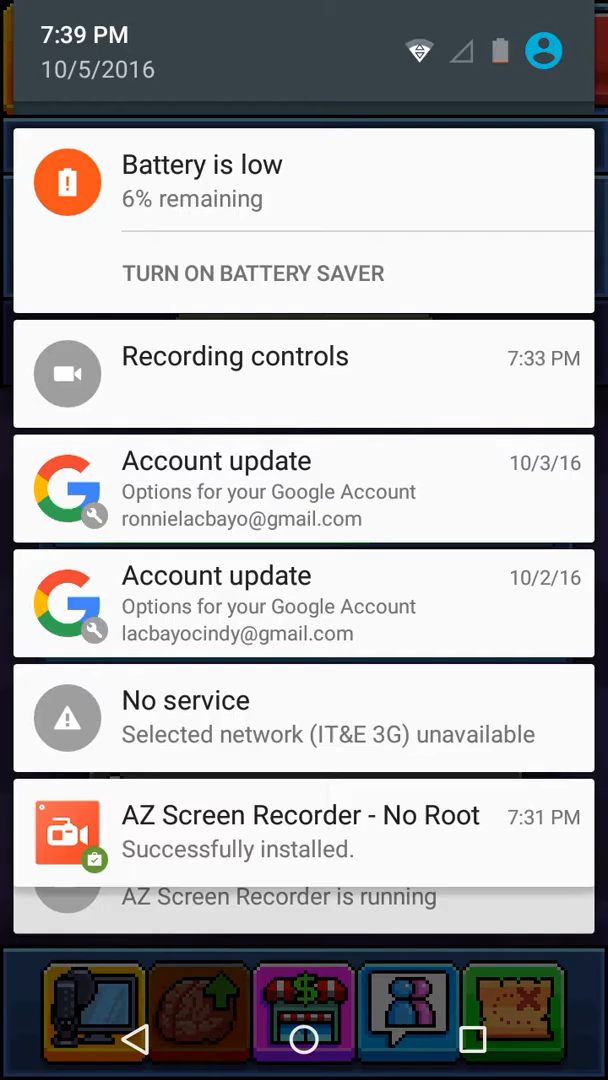 7:39 PM
10/5/2016
Battery is low
6% remaining
TURN ON BATTERY SAVER
Recording controls 7:33 PM
Account update 10/3/16
Options for your Google Account
ronnielacbayo@gmail.com
Account update 10/2/16
Options for your Google Account
lacbayocindy@gmail.com
No service
Selected network (IT&E 3G) unavailable
AZ Screen Recorder - No Root 7:31 PM
Successfully installed.
AZ Screen Recorder is running